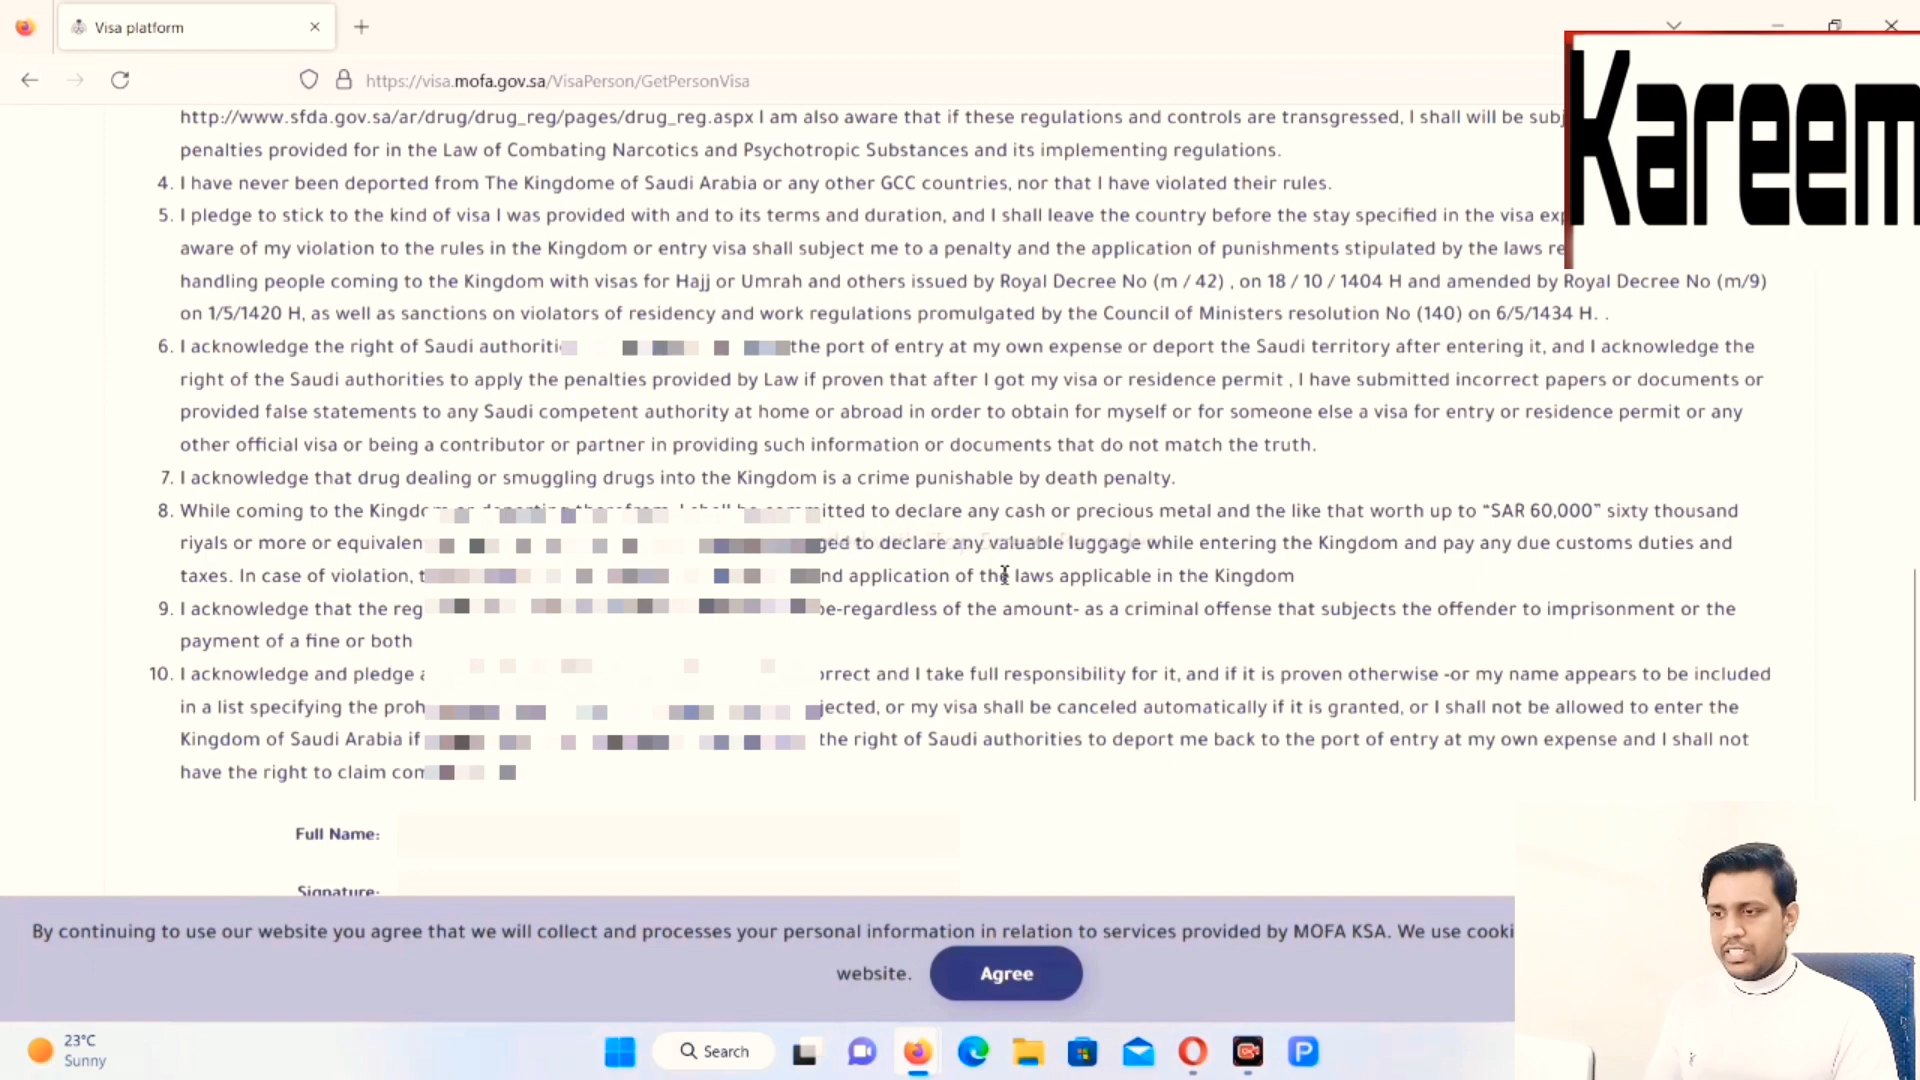 Visa platform
https://visa.mofa.gov.sa/VisaPerson/GetPersonVisa
Kareem
http://www.sfda.gov.sa/ar/drug/drug_reg/pages/drug_reg.aspx I am also aware that if these regulations and controls are transgressed, I shall will be
penalties provided for in the Law of Combating Narcotics and Psychotropic Substances and its implementing regulations.
4. I have never been deported from The Kingdome of Saudi Arabia or any other GCC countries, nor that I have violated their rules.
5. I pledge to stick to the kind of visa I was provided with and to its terms and duration, and I shall leave the country before the stay specified in the visa
aware of my violation to the rules in the Kingdom or entry visa shall subject me to a penalty and the application of punishments stipulated by the laws
handling people coming to the Kingdom with visas for Hajj or Umrah and others issued by Royal Decree No (m / 42) , on 18 / 10 / 1404 H and amended by Royal Decree No (m/9)
on 1/5/1420 H, as well as sanctions on violators of residency and work regulations promulgated by the Council of Ministers resolution No (140) on 6/5/1434 H. .
6. I acknowledge the right of Saudi the port of entry at my own expense or deport the Saudi territory after entering it, and I acknowledge the
right of the Saudi authorities to apply the penalties provided by Law if proven that after I got my visa or residence permit , I have submitted incorrect papers or documents or
provided false statements to any Saudi competent authority at home or abroad in order to obtain for myself or for someone else a visa for entry or residence permit or any
other official visa or being a contributor or partner in providing such information or documents that do not match the truth.
7. I acknowledge that drug dealing or smuggling drugs into the Kingdom is a crime punishable by death penalty.
8. While coming to the to declare any cash or precious metal and the like that worth up to “SAR 60,000” sixty thousand
riyals or more or to declare any valuable luggage while entering the Kingdom and pay any due customs duties and
taxes. In case of violation, application of the laws applicable in the Kingdom
9. I acknowledge that the be-regardless of the amount- as a criminal offense that subjects the offender to imprisonment or the
payment of a fine or both
10. I acknowledge and pledge and I take full responsibility for it, and if it is proven otherwise -or my name appears to be included
in a list specifying the or my visa shall be canceled automatically if it is granted, or I shall not be allowed to enter the
Kingdom of Saudi Arabia if the right of Saudi authorities to deport me back to the port of entry at my own expense and I shall not
have the right to claim
Full Name:
Signature:
By continuing to use our website you agree that we will collect and processes your personal information in relation to services provided by MOFA KSA. We use
website. Agree
23°C
Sunny
Search